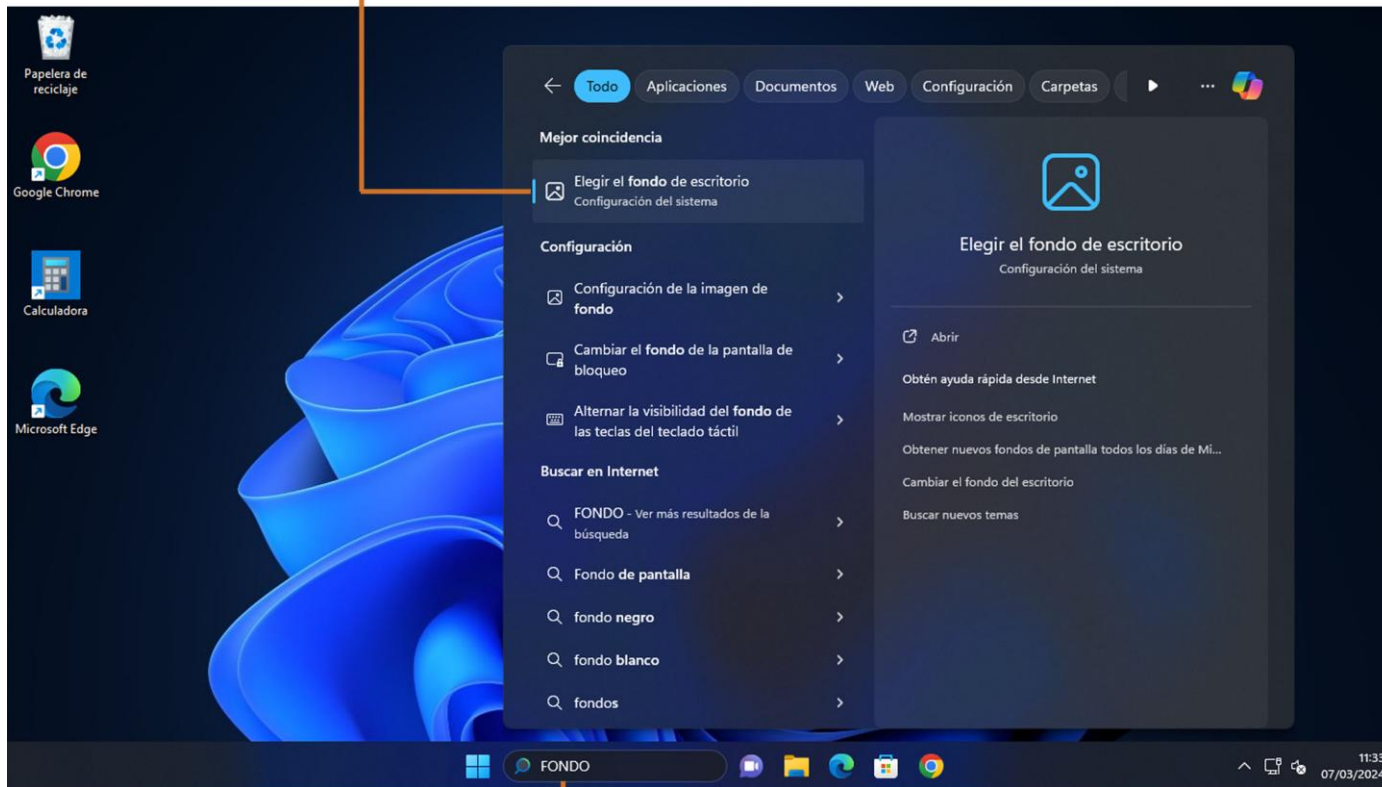 Papelera de
reciclaje
Google Chrome
Calculadora
Microsoft Edge
Todo Aplicaciones Documentos Web Configuración Carpetas
Mejor coincidencia
Elegir el fondo de escritorio
Configuración del sistema
Configuración
Configuración de la imagen de
fondo
Cambiar el fondo de la pantalla de
bloqueo
Alternar la visibilidad del fondo de
las teclas del teclado táctil
Buscar en Internet
FONDO - Ver más resultados de la
búsqueda
Fondo de pantalla
fondo negro
fondo blanco
fondos
Elegir el fondo de escritorio
Configuración del sistema
Abrir
Obtén ayuda rápida desde Internet
Mostrar iconos de escritorio
Obtener nuevos fondos de pantalla todos los días de Mi...
Cambiar el fondo del escritorio
Buscar nuevos temas
FONDO
11:33
07/03/2024